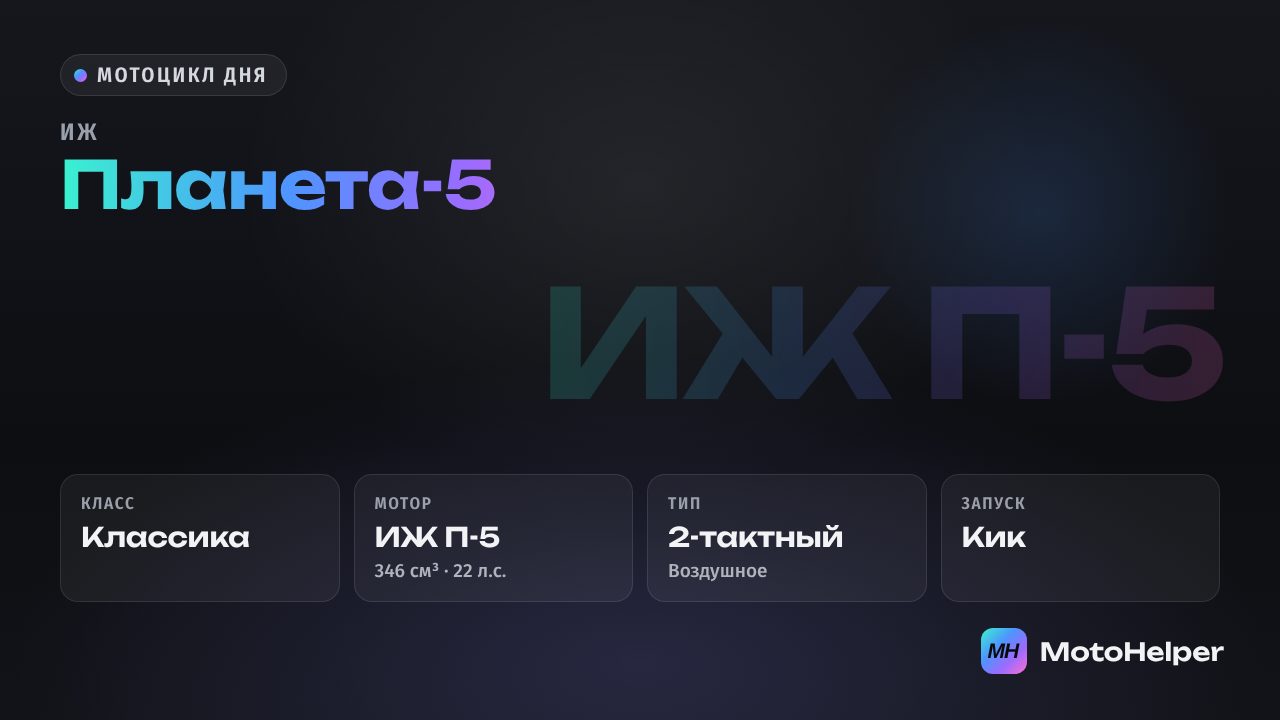 МОТОЦИКЛ ДНЯ
ИЖ
Планета-5
ИЖ П-5
КЛАСС
Классика
МОТОР
ИЖ П-5
346 см³ · 22 л.с.
ТИП
2-тактный
Воздушное
ЗАПУСК
Кик
MH MotoHelper